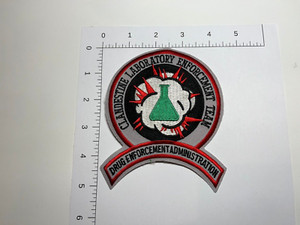 0 1 2 3 4 5
0
1
2
3
4
5
6
CLANDESTINE LABORATORY ENFORCEMENT TEAM
DRUG ENFORCEMENT ADMINISTRATION